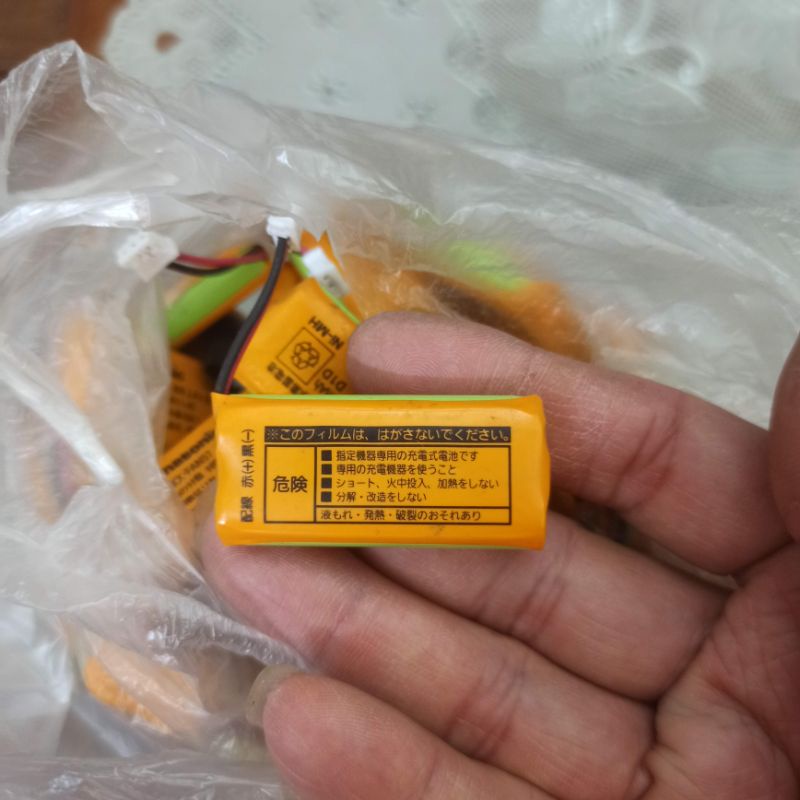 Ni-MH
D1D
配線 赤(+)黒(-)
※このフィルムは、はがさないでください。
危険
■指定機器専用の充電式電池です
■専用の充電機器を使うこと
■ショート、火中投入、加熱をしない
■分解・改造をしない
液もれ・発熱・破裂のおそれあり